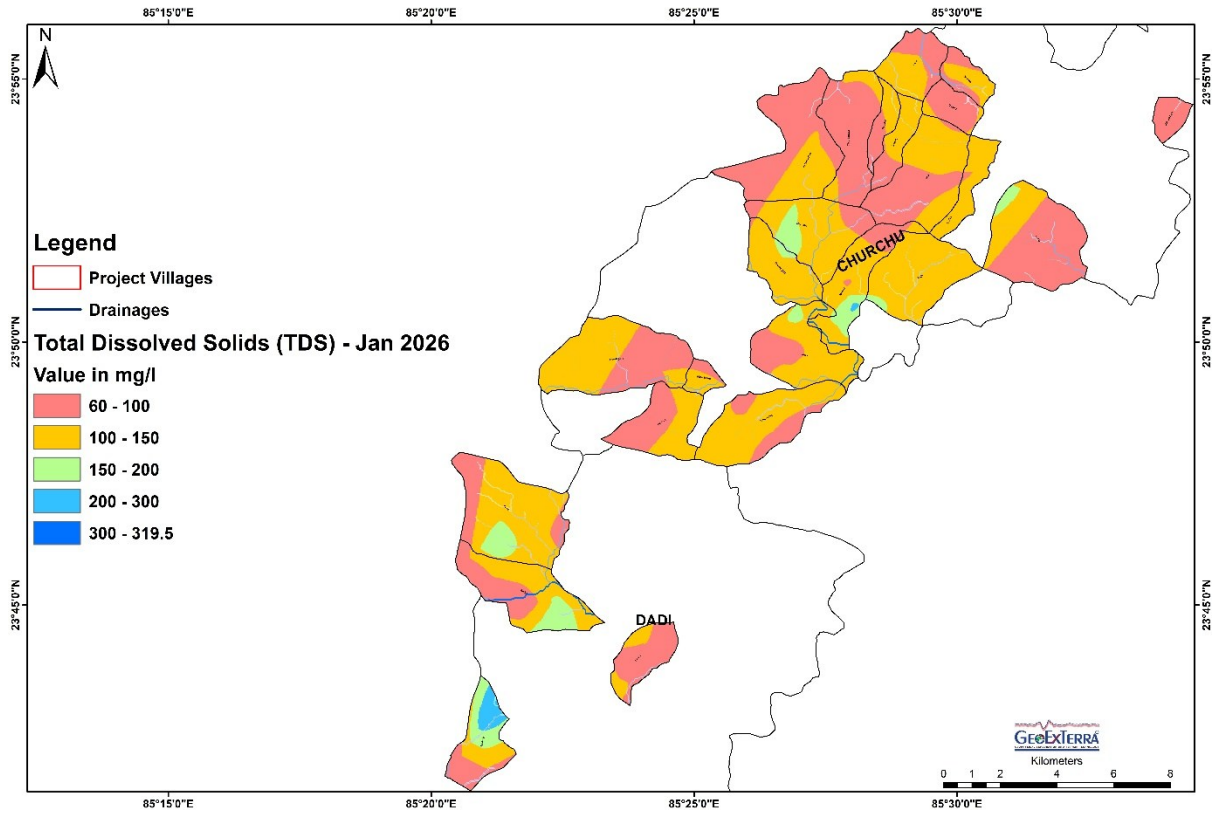 85°15'0"E 85°20'0"E 85°25'0"E 85°30'0"E
N
23°55'0"N 23°55'0"N
CHURCHU
Legend
Project Villages
Drainages
Total Dissolved Solids (TDS) - Jan 2026
Value in mg/l
60 - 100
100 - 150
150 - 200
200 - 300
300 - 319.5
23°50'0"N 23°50'0"N
23°45'0"N 23°45'0"N
DADI
GEOEXTERRA
Kilometers
0 1 2 4 6 8
85°15'0"E 85°20'0"E 85°25'0"E 85°30'0"E